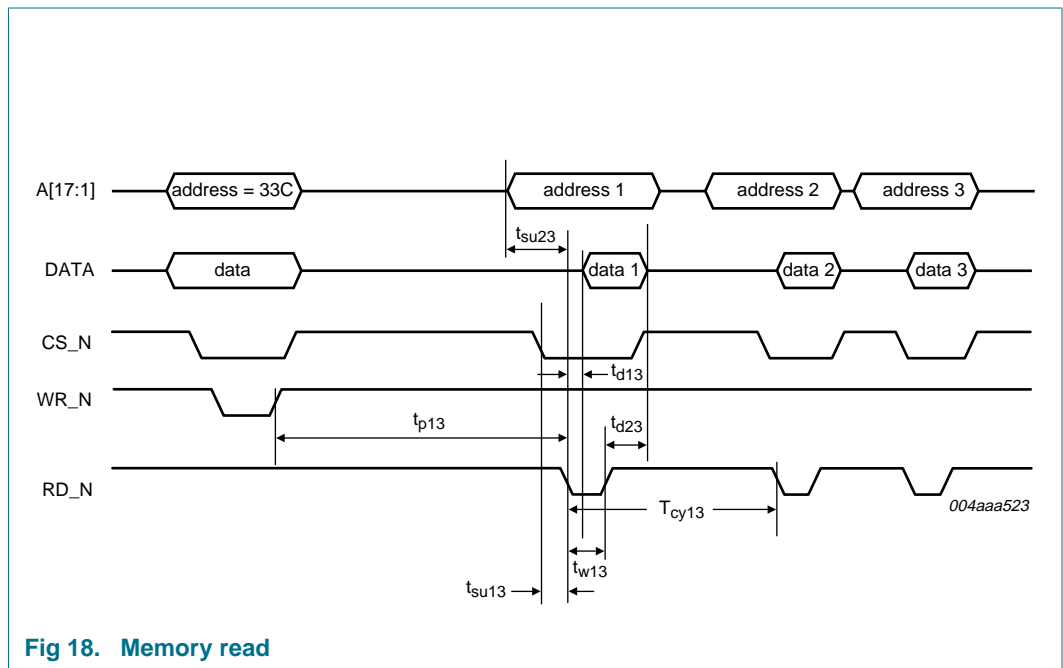 A[17:1] address = 33C address 1 address 2 address 3
tsu23
DATA data data 1 data 2 data 3
CS_N
td13
WR_N
tp13 td23
RD_N
004aaa523
Tcy13
tw13
tsu13
Fig 18. Memory read